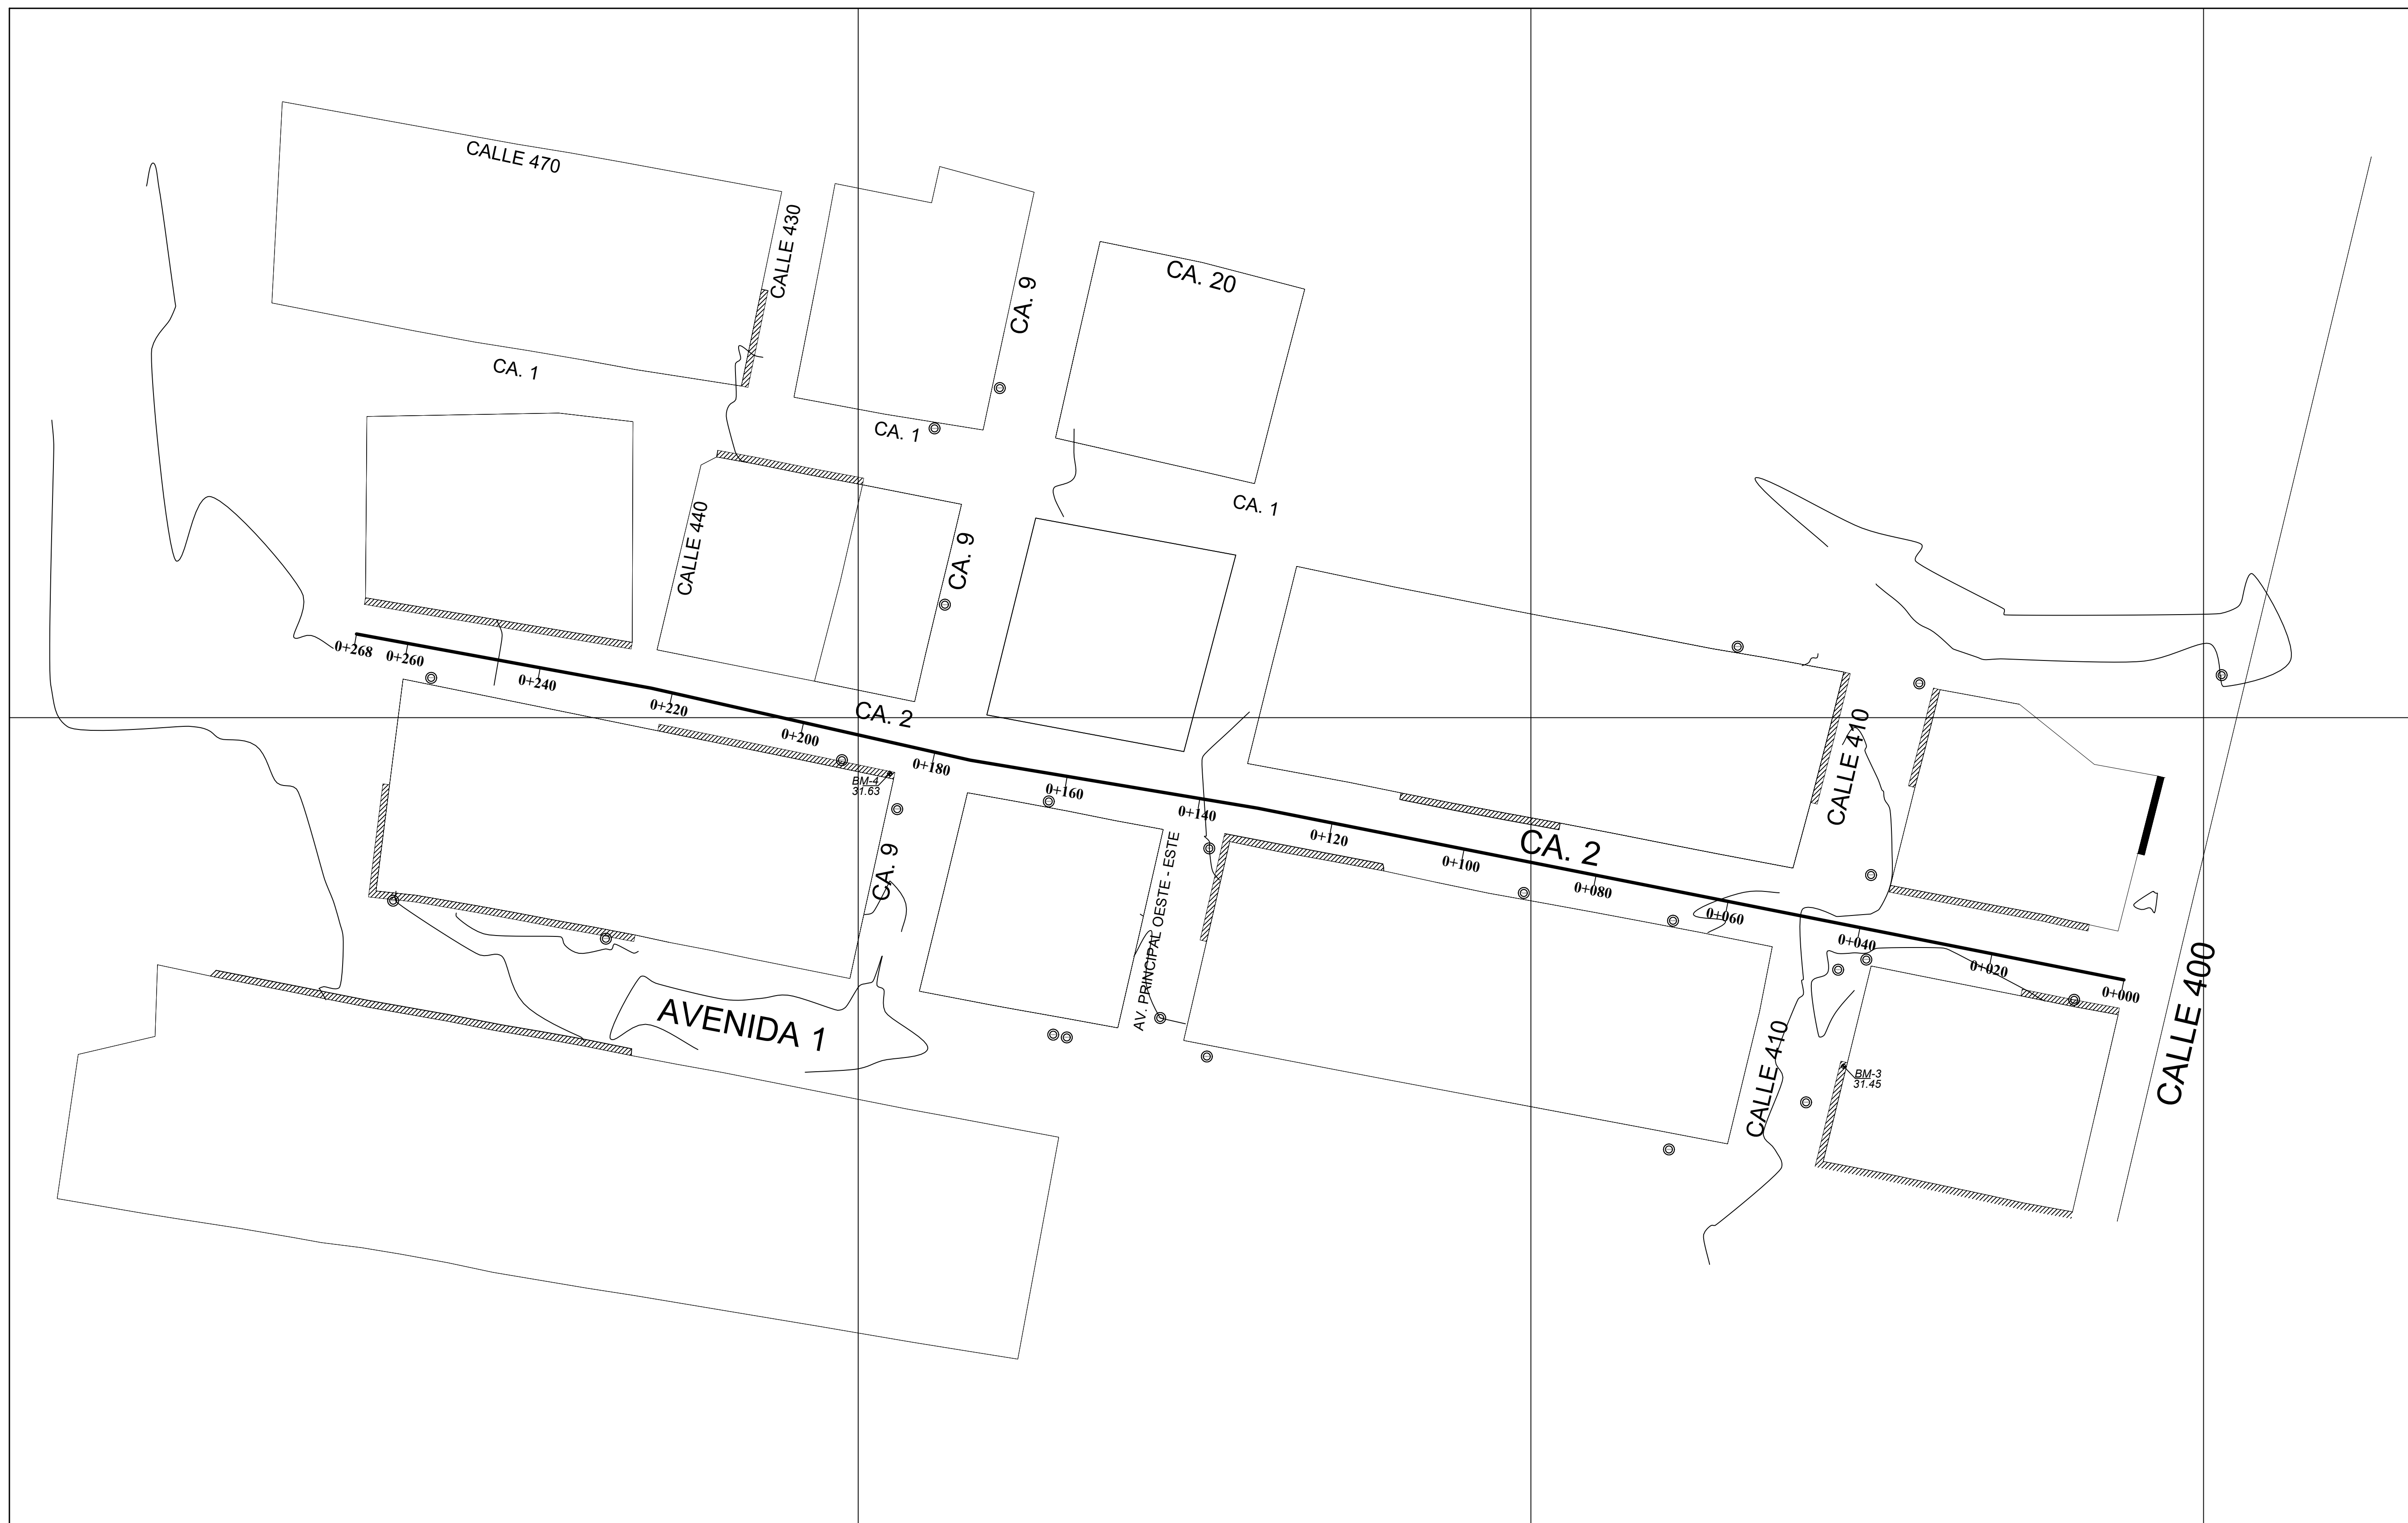 CALLE 470
CALLE 430
CA. 9
CA. 20
CA. 1
CA. 1
CA. 1
CALLE 440
CA. 9
0+268
0+260
0+240
0+220
0+200
0+180
0+160
0+140
0+120
0+100
0+080
0+060
0+040
0+020
0+000
CA. 2
CA. 2
BM-4
31.63
CA. 9
AV. PRINCIPAL OESTE - ESTE
CALLE 410
CALLE 400
AVENIDA 1
CALLE 410
BM-3
31.45